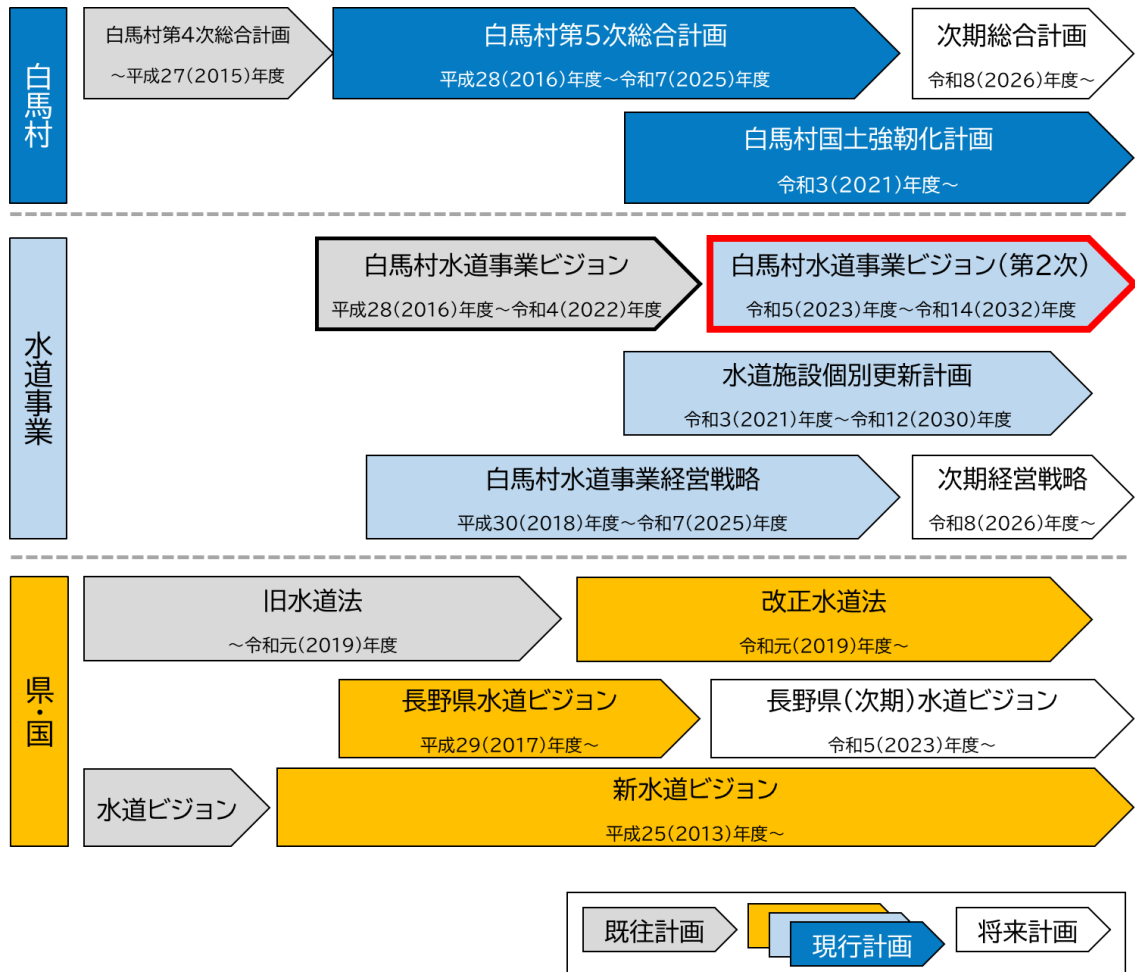 白馬村
白馬村第4次総合計画
～平成27(2015)年度
白馬村第5次総合計画
平成28(2016)年度～令和7(2025)年度
次期総合計画
令和8(2026)年度～
白馬村国土強靭化計画
令和3(2021)年度～
水道事業
白馬村水道事業ビジョン
平成28(2016)年度～令和4(2022)年度
白馬村水道事業ビジョン(第2次)
令和5(2023)年度～令和14(2032)年度
水道施設個別更新計画
令和3(2021)年度～令和12(2030)年度
白馬村水道事業経営戦略
平成30(2018)年度～令和7(2025)年度
次期経営戦略
令和8(2026)年度～
県・国
旧水道法
～令和元(2019)年度
改正水道法
令和元(2019)年度～
長野県水道ビジョン
平成29(2017)年度～
長野県(次期)水道ビジョン
令和5(2023)年度～
水道ビジョン
新水道ビジョン
平成25(2013)年度～
既往計画
現行計画
将来計画